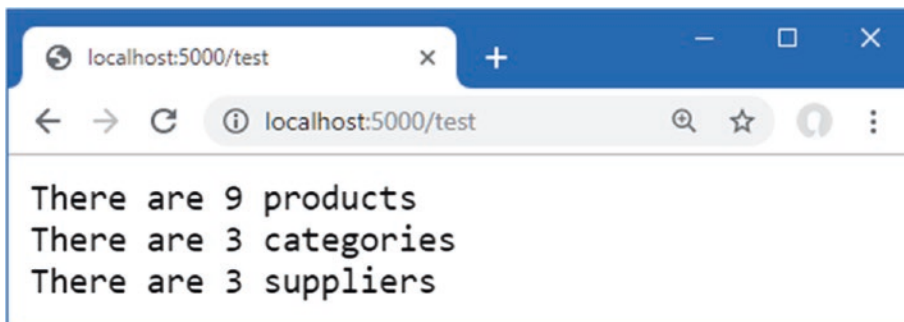 localhost:5000/test
localhost:5000/test
There are 9 products
There are 3 categories
There are 3 suppliers